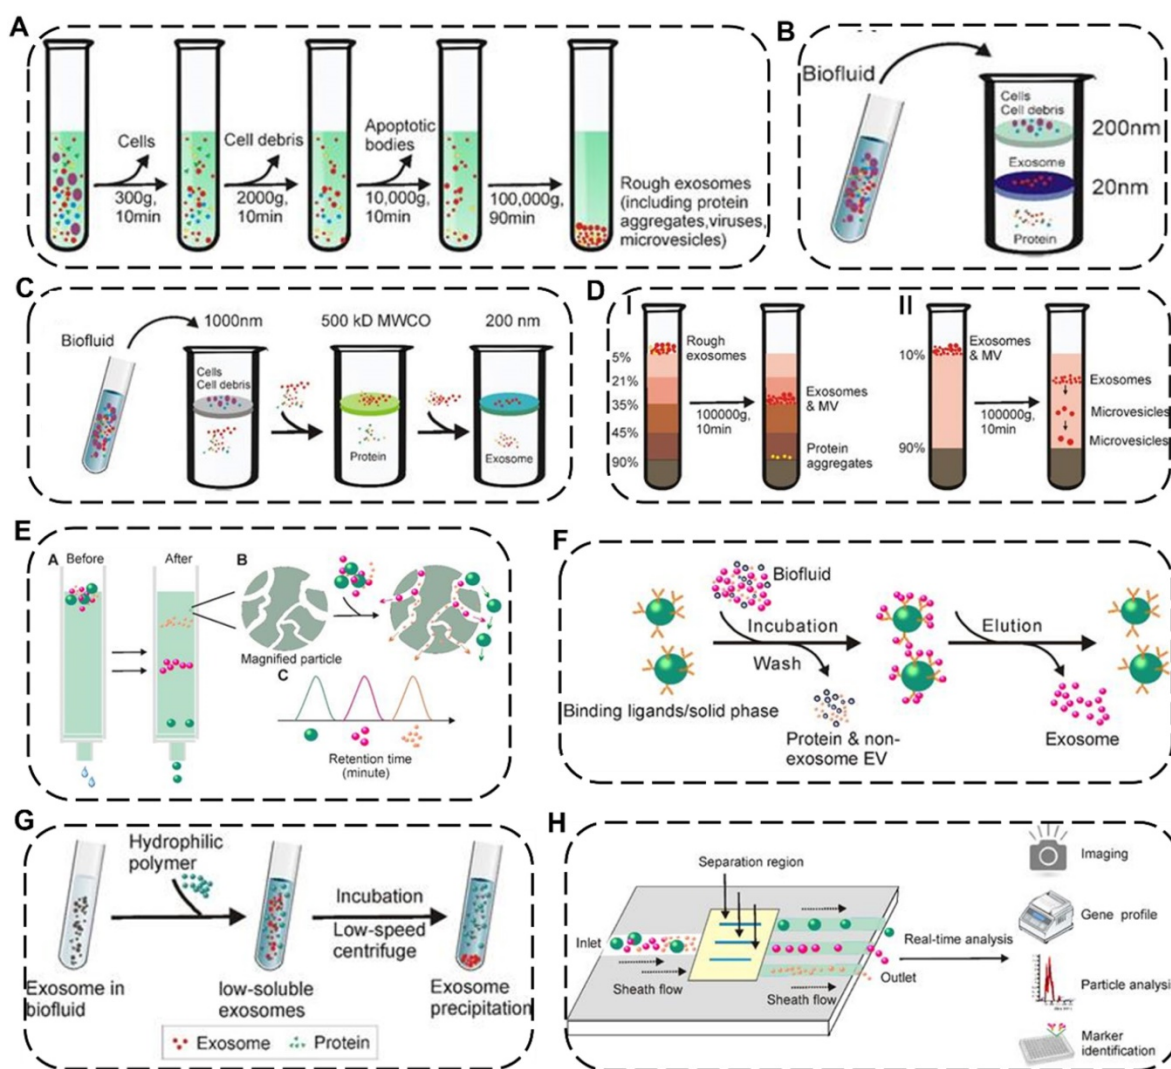 A
Cells
300g,
10min
Cell debris
2000g,
10min
Apoptotic
bodies
10,000g,
10min
100,000g,
90min
Rough exosomes
(including protein
aggregates,viruses,
microvesicles)
B
Biofluid
Cells
Cell debris
200nm
Exosome
20nm
Protein
C
Biofluid
1000nm
Cells
Cell debris
500 kD MWCO
Protein
200 nm
Exosome
D
I
5%
21%
35%
45%
90%
Rough
exosomes
100000g,
10min
Exosomes
& MV
Protein
aggregates
II
10%
90%
Exosomes
& MV
100000g,
10min
Exosomes
Microvesicles
Microvesicles
E
A
Before
After
B
Magnified particle
C
Retention time
(minute)
F
Biofluid
Incubation
Wash
Elution
Binding ligands/solid phase
Protein & non-
exosome EV
Exosome
G
Hydrophilic
polymer
Incubation
Low-speed
centrifuge
Exosome in
biofluid
low-soluble
exosomes
Exosome
precipitation
Exosome
Protein
H
Separation region
Inlet
Sheath flow
Sheath flow
Outlet
Real-time analysis
Imaging
Gene profile
Particle analysis
Marker
identification